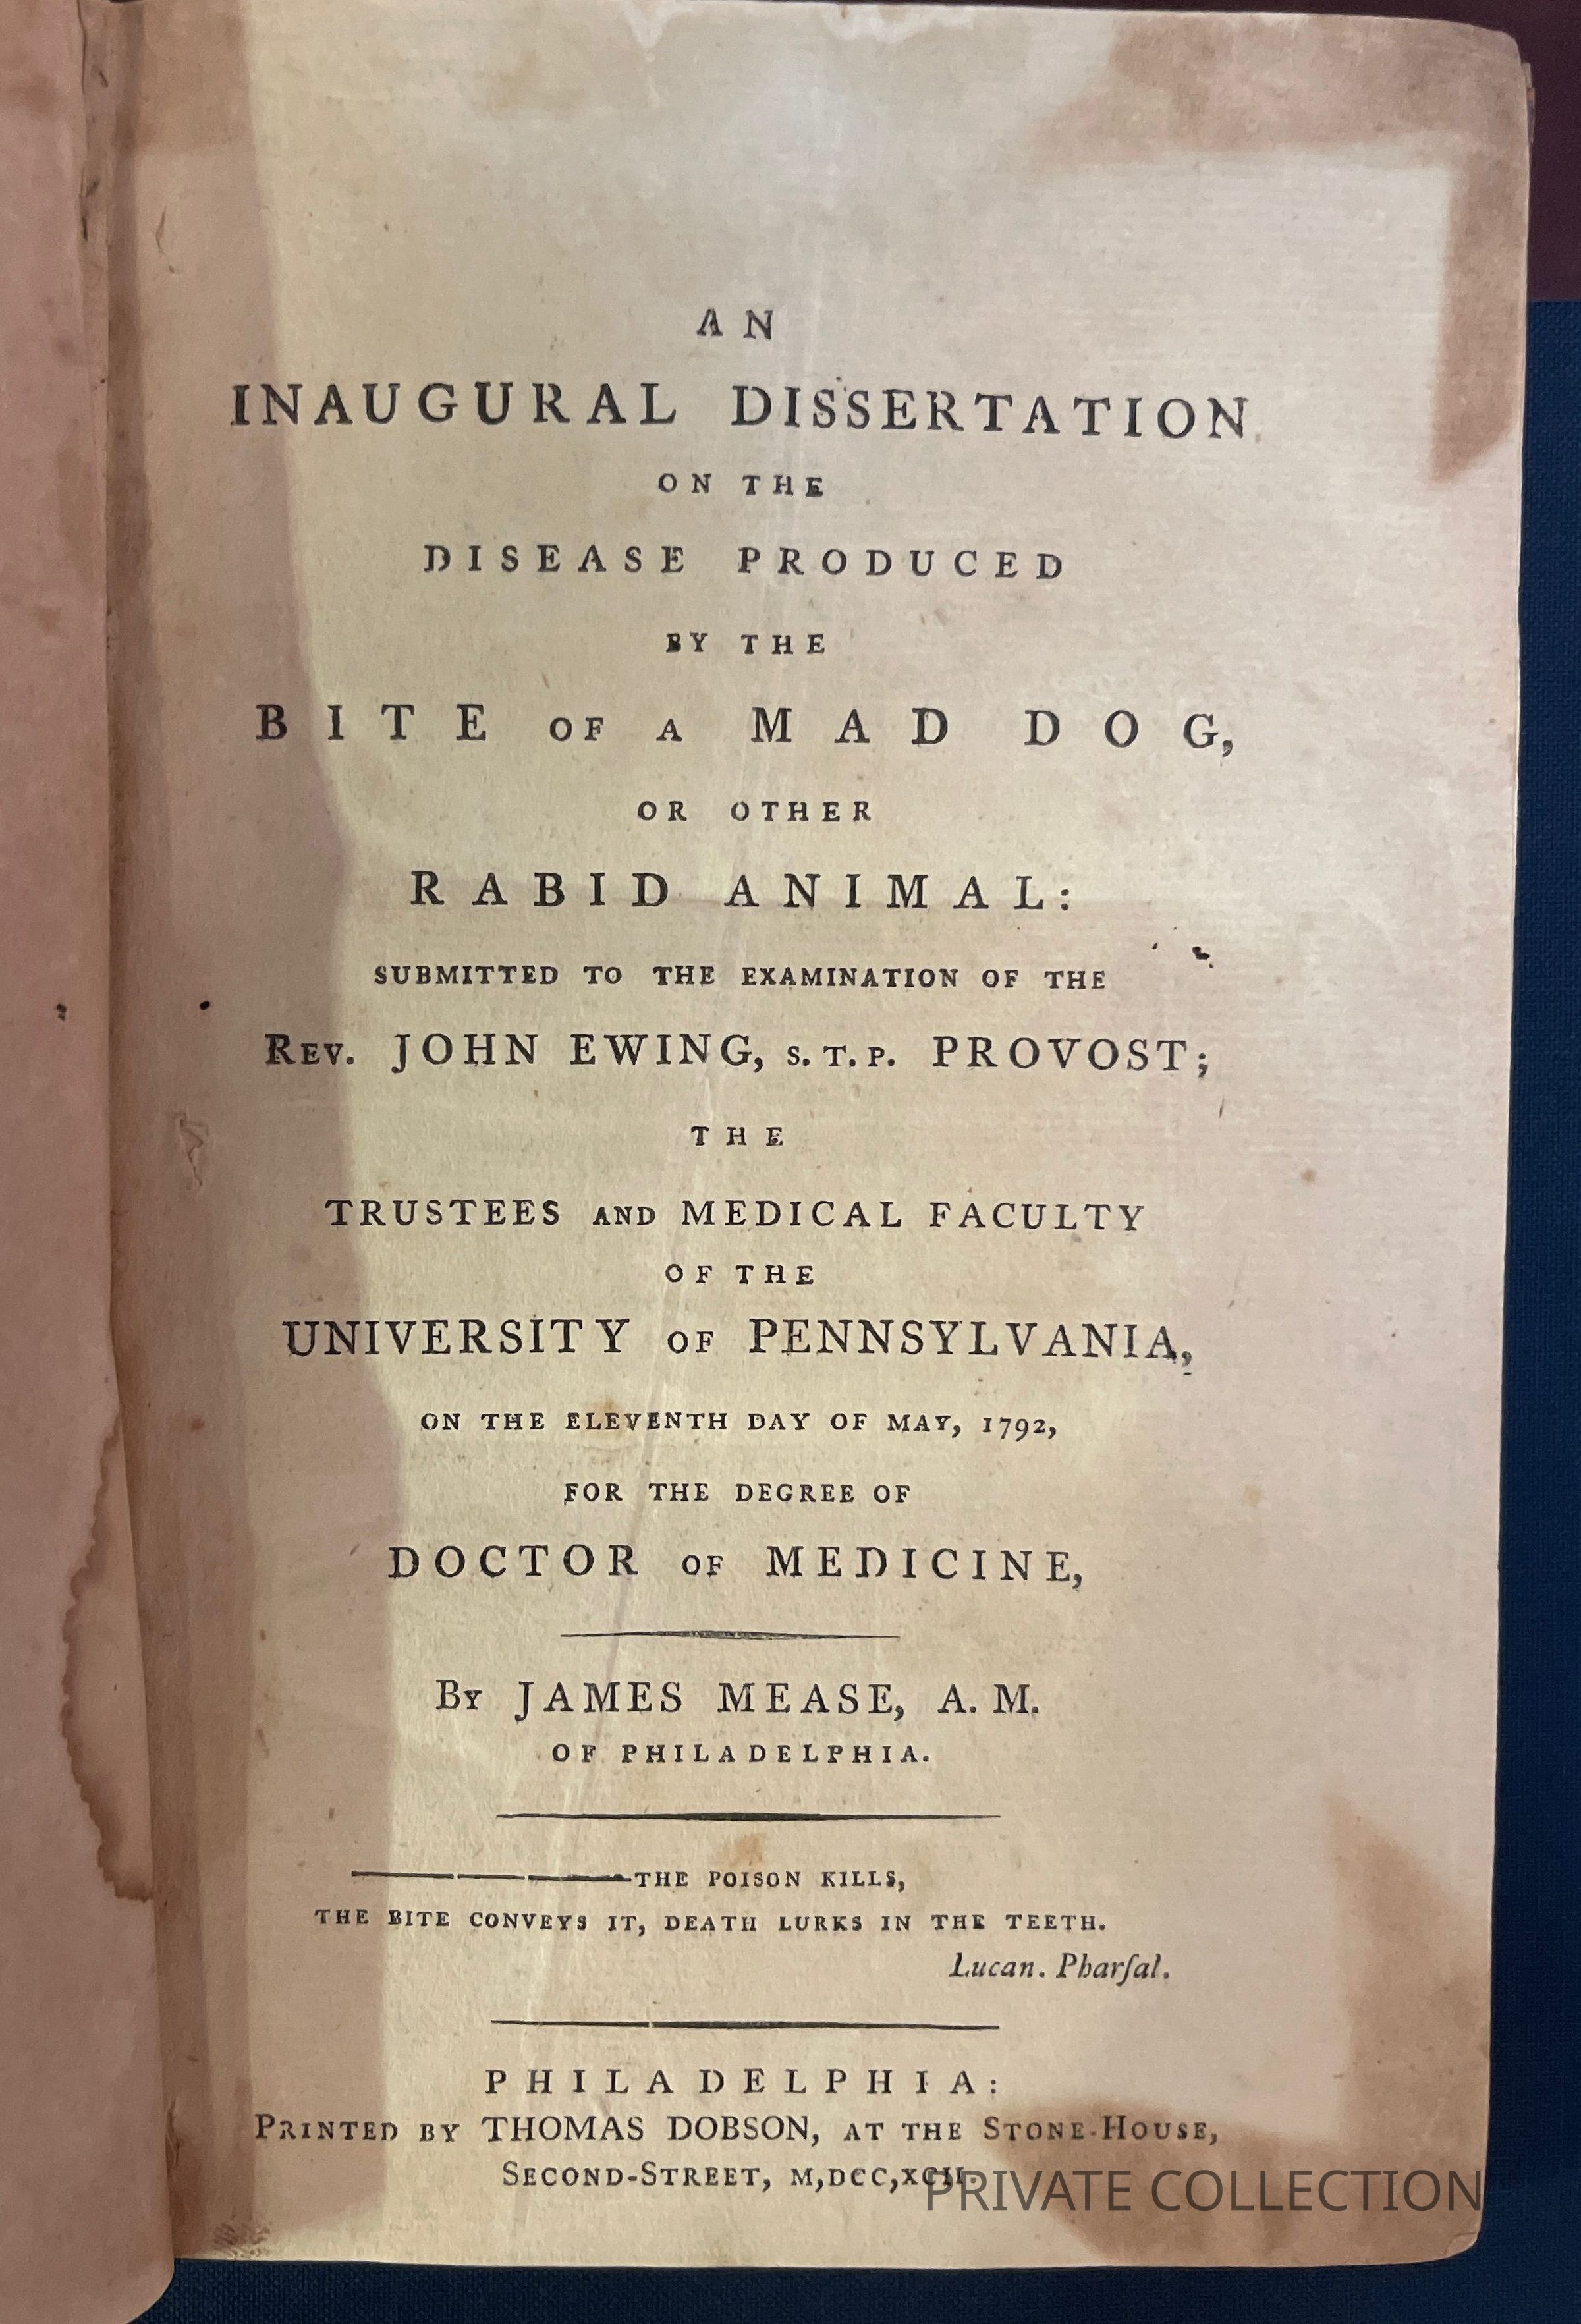 AN
INAUGURAL DISSERTATION
ON THE
DISEASE PRODUCED
BY THE
BITE OF A MAD DOG,
OR OTHER
RABID ANIMAL:
SUBMITTED TO THE EXAMINATION OF THE
REV. JOHN EWING, S. T. P. PROVOST;
THE
TRUSTEES AND MEDICAL FACULTY
OF THE
UNIVERSITY OF PENNSYLVANIA,
ON THE ELEVENTH DAY OF MAY, 1792,
FOR THE DEGREE OF
DOCTOR OF MEDICINE,
By JAMES MEASE, A. M.
OF PHILADELPHIA.
———THE POISON KILLS,
THE BITE CONVEYS IT, DEATH LURKS IN THE TEETH.
Lucan. Pharſal.
PHILADELPHIA:
PRINTED BY THOMAS DOBSON, AT THE STONE-HOUSE,
SECOND-STREET, M,DCC,XCII.
PRIVATE COLLECTION